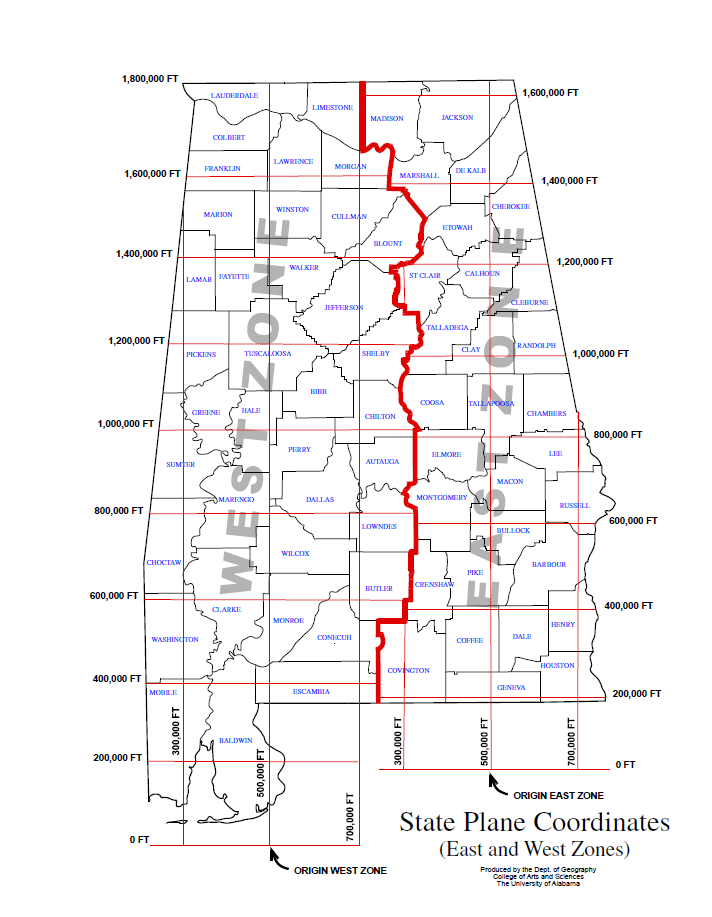 1,800,000 FT
1,600,000 FT
LAUDERDALE
LIMESTONE
MADISON
JACKSON
COLBERT
FRANKLIN
LAWRENCE
MORGAN
MARSHALL
DE KALB
1,600,000 FT
1,400,000 FT
MARION
WINSTON
CULLMAN
CHEROKEE
ETOWAH
BLOUNT
1,400,000 FT
1,200,000 FT
LAMAR
FAYETTE
WALKER
ST CLAIR
CALHOUN
CLEBURNE
JEFFERSON
TALLADEGA
1,200,000 FT
1,000,000 FT
PICKENS
TUSCALOOSA
SHELBY
CLAY
RANDOLPH
BIBB
GREENE
HALE
CHILTON
COOSA
TALLAPOOSA
CHAMBERS
1,000,000 FT
800,000 FT
SUMTER
PERRY
AUTAUGA
ELMORE
LEE
MACON
MARENGO
DALLAS
MONTGOMERY
RUSSELL
800,000 FT
600,000 FT
LOWNDES
BULLOCK
CHOCTAW
WILCOX
BARBOUR
BUTLER
CRENSHAW
PIKE
600,000 FT
400,000 FT
WEST ZONE
EAST ZONE
CLARKE
MONROE
HENRY
WASHINGTON
CONECUH
COFFEE
DALE
COVINGTON
HOUSTON
400,000 FT
200,000 FT
MOBILE
ESCAMBIA
GENEVA
BALDWIN
300,000 FT
500,000 FT
700,000 FT
300,000 FT
500,000 FT
700,000 FT
200,000 FT
0 FT
ORIGIN EAST ZONE
0 FT
ORIGIN WEST ZONE
State Plane Coordinates
(East and West Zones)
Produced by the Dept. of Geography
College of Arts and Sciences
The University of Alabama